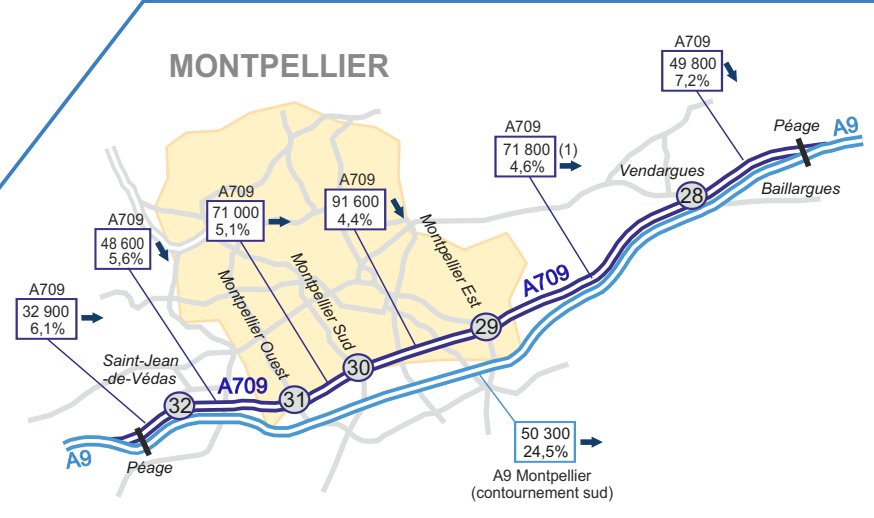 MONTPELLIER
A709
49 800
7,2%
Péage
A9
A709
71 800 (1)
4,6%
Vendargues
28
Baillargues
A709
91 600
4,4%
A709
71 000
5,1%
A709
48 600
5,6%
A709
32 900
6,1%
Montpellier Est
Montpellier Sud
Montpellier Ouest
A709
29
30
Saint-Jean
-de-Védas
A709
31
32
A9
Péage
50 300
24,5%
A9 Montpellier
(contournement sud)